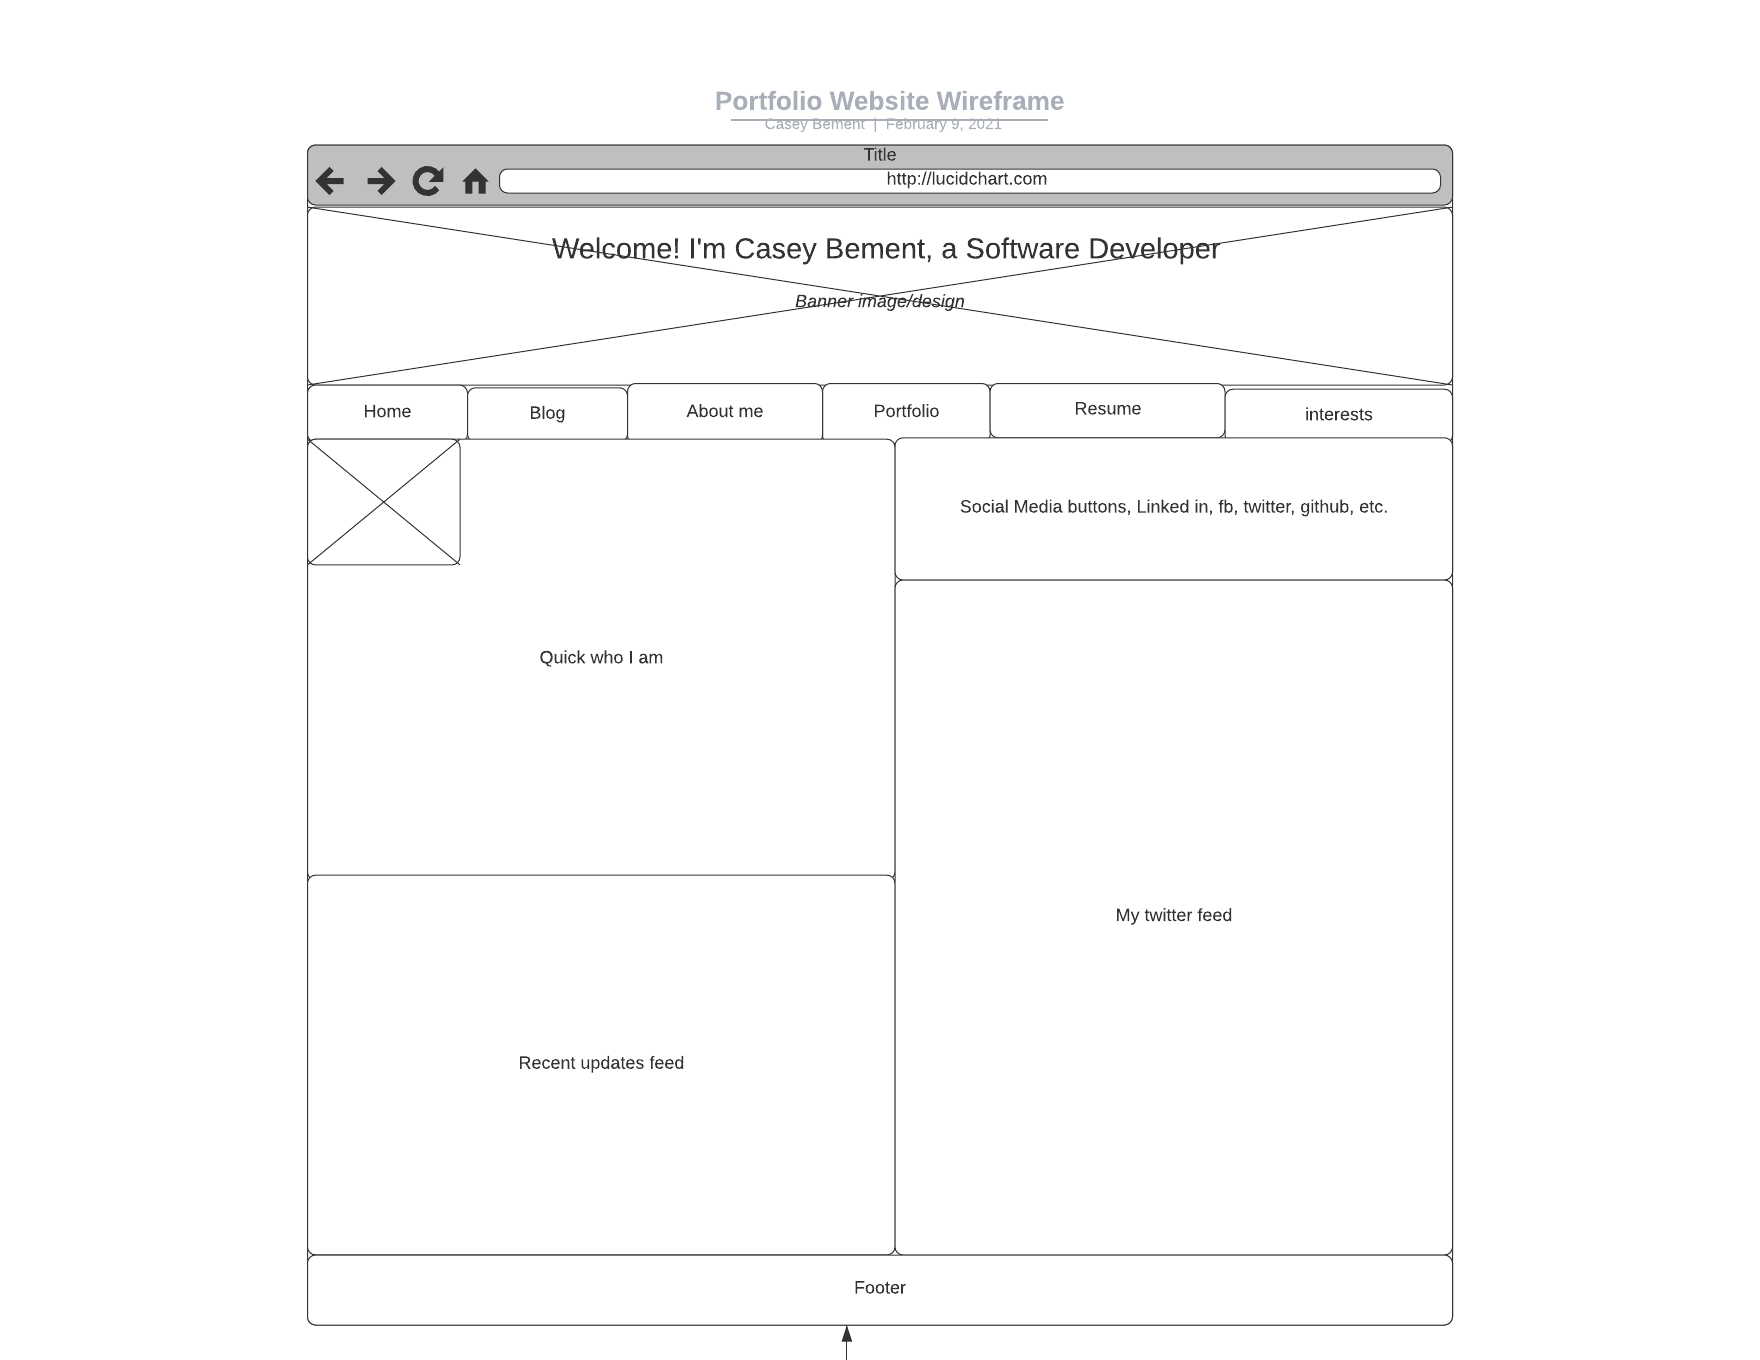 Portfolio Website Wireframe
Casey Bement | February 9, 2021
Title
http://lucidchart.com
Welcome! I'm Casey Bement, a Software Developer
Banner image/design
Home
Blog
About me
Portfolio
Resume
interests
Social Media buttons, Linked in, fb, twitter, github, etc.
Quick who I am
My twitter feed
Recent updates feed
Footer